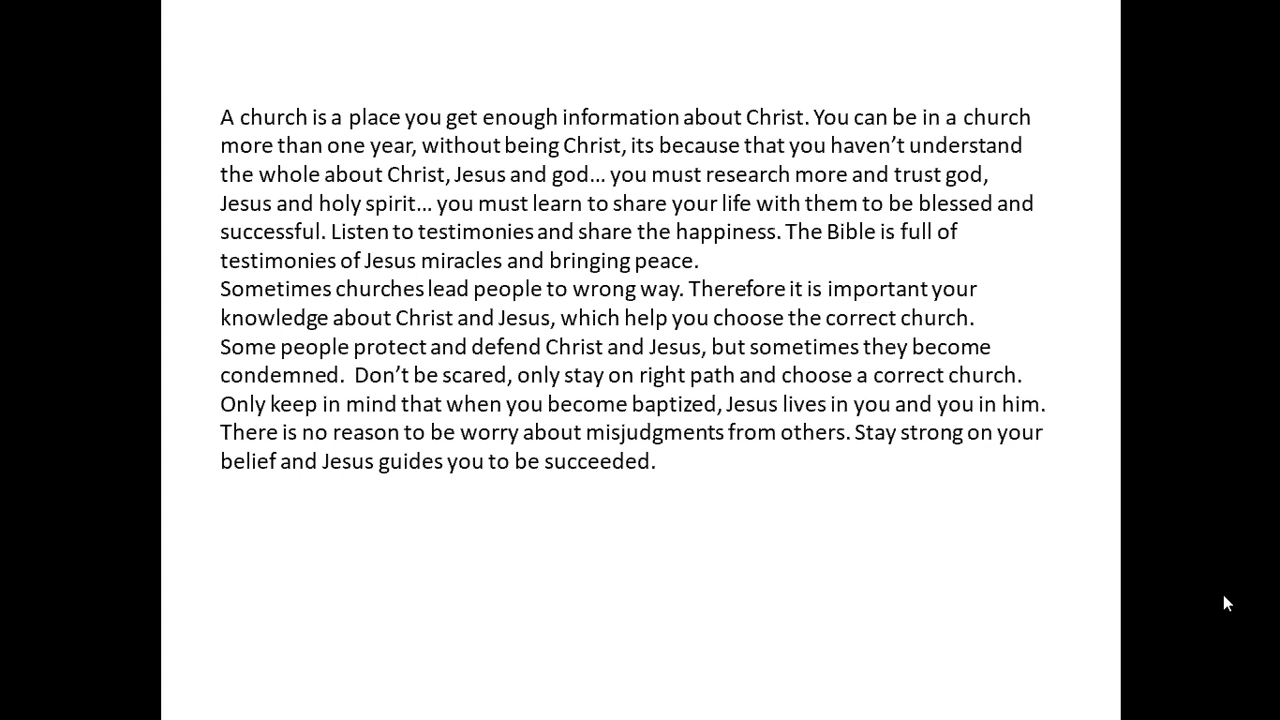 A church is a place you get enough information about Christ. You can be in a church
more than one year, without being Christ, its because that you haven’t understand
the whole about Christ, Jesus and god… you must research more and trust god,
Jesus and holy spirit… you must learn to share your life with them to be blessed and
successful. Listen to testimonies and share the happiness. The Bible is full of
testimonies of Jesus miracles and bringing peace.
Sometimes churches lead people to wrong way. Therefore it is important your
knowledge about Christ and Jesus, which help you choose the correct church.
Some people protect and defend Christ and Jesus, but sometimes they become
condemned.  Don’t be scared, only stay on right path and choose a correct church.
Only keep in mind that when you become baptized, Jesus lives in you and you in him.
There is no reason to be worry about misjudgments from others. Stay strong on your
belief and Jesus guides you to be succeeded.